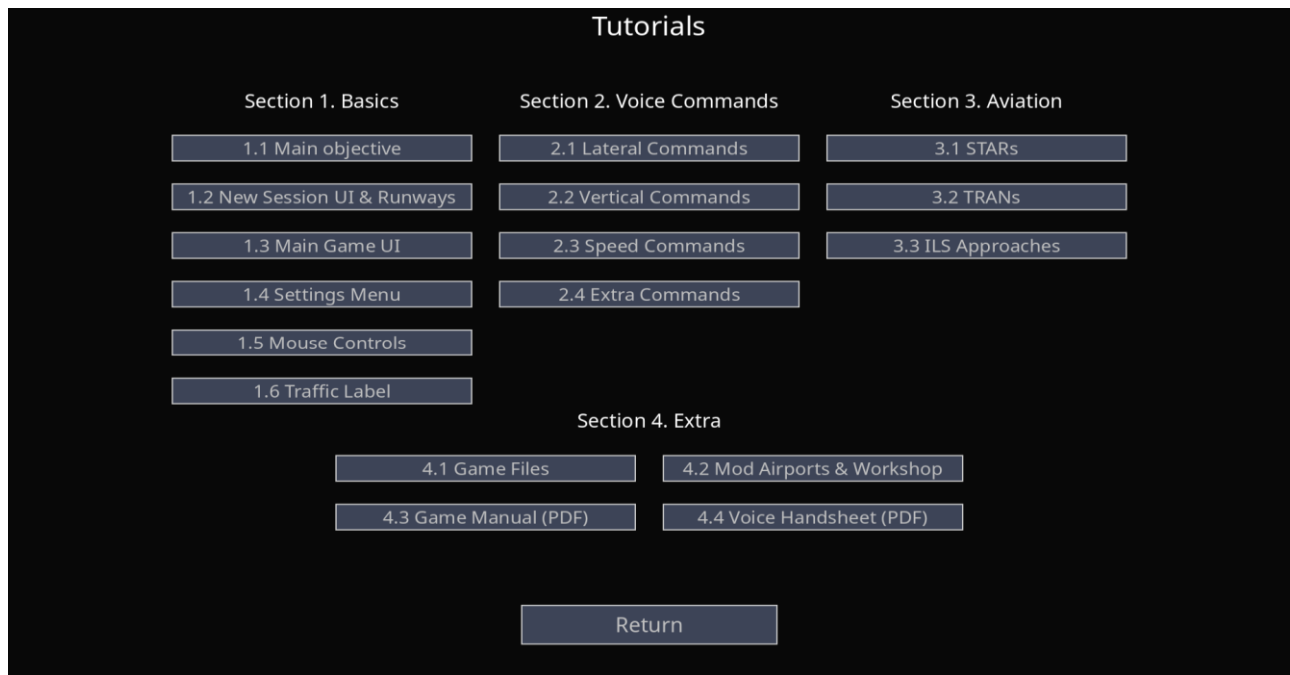 Tutorials
Section 1. Basics
1.1 Main objective
1.2 New Session UI & Runways
1.3 Main Game UI
1.4 Settings Menu
1.5 Mouse Controls
1.6 Traffic Label
Section 2. Voice Commands
2.1 Lateral Commands
2.2 Vertical Commands
2.3 Speed Commands
2.4 Extra Commands
Section 3. Aviation
3.1 STARs
3.2 TRANs
3.3 ILS Approaches
Section 4. Extra
4.1 Game Files
4.2 Mod Airports & Workshop
4.3 Game Manual (PDF)
4.4 Voice Handsheet (PDF)
Return